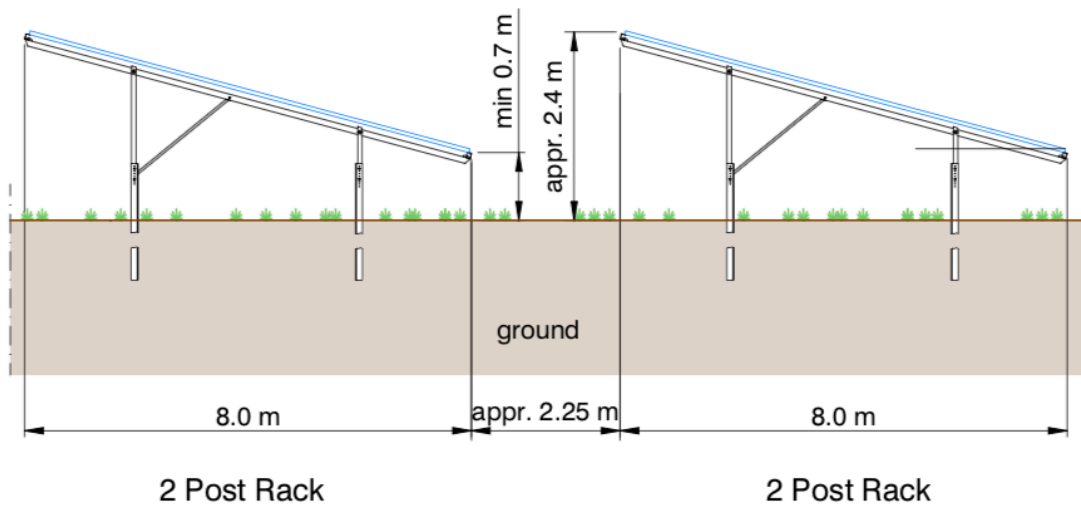 min 0.7 m
appr. 2.4 m
ground
8.0 m
appr. 2.25 m
8.0 m
2 Post Rack
2 Post Rack